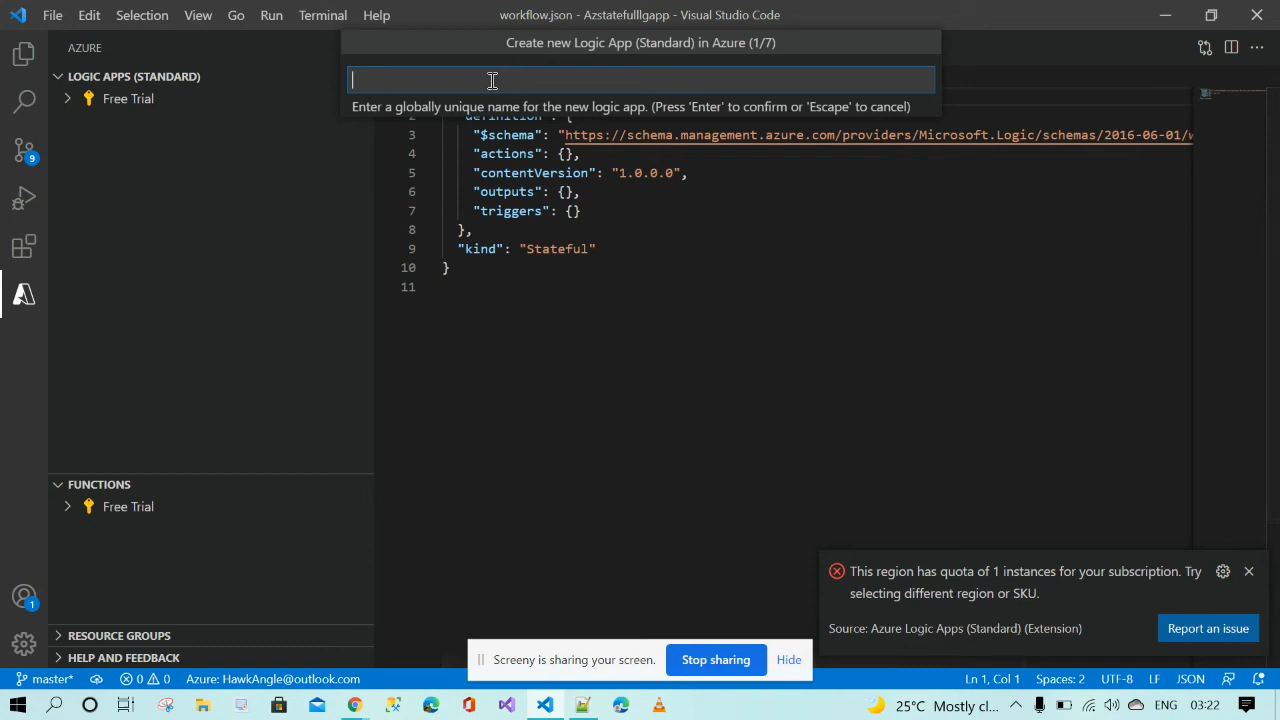 File Edit Selection View Go Run Terminal Help
workflow.json - Azstatefulllgapp - Visual Studio Code
AZURE
Create new Logic App (Standard) in Azure (1/7)
LOGIC APPS (STANDARD)
Free Trial
Enter a globally unique name for the new logic app. (Press 'Enter' to confirm or 'Escape' to cancel)
2 "definition": {
3 "$schema": "https://schema.management.azure.com/providers/Microsoft.Logic/schemas/2016-06-01/w
4 "actions": {},
5 "contentVersion": "1.0.0.0",
6 "outputs": {},
7 "triggers": {}
8 },
9 "kind": "Stateful"
10 }
11
9
FUNCTIONS
Free Trial
This region has quota of 1 instances for your subscription. Try
selecting different region or SKU.
Source: Azure Logic Apps (Standard) (Extension)
Report an issue
1
RESOURCE GROUPS
HELP AND FEEDBACK
Screeny is sharing your screen.
Stop sharing
Hide
master* 0 0 Azure: HawkAngle@outlook.com
Ln 1, Col 1 Spaces: 2 UTF-8 LF JSON
25°C Mostly cl... ENG 03:22